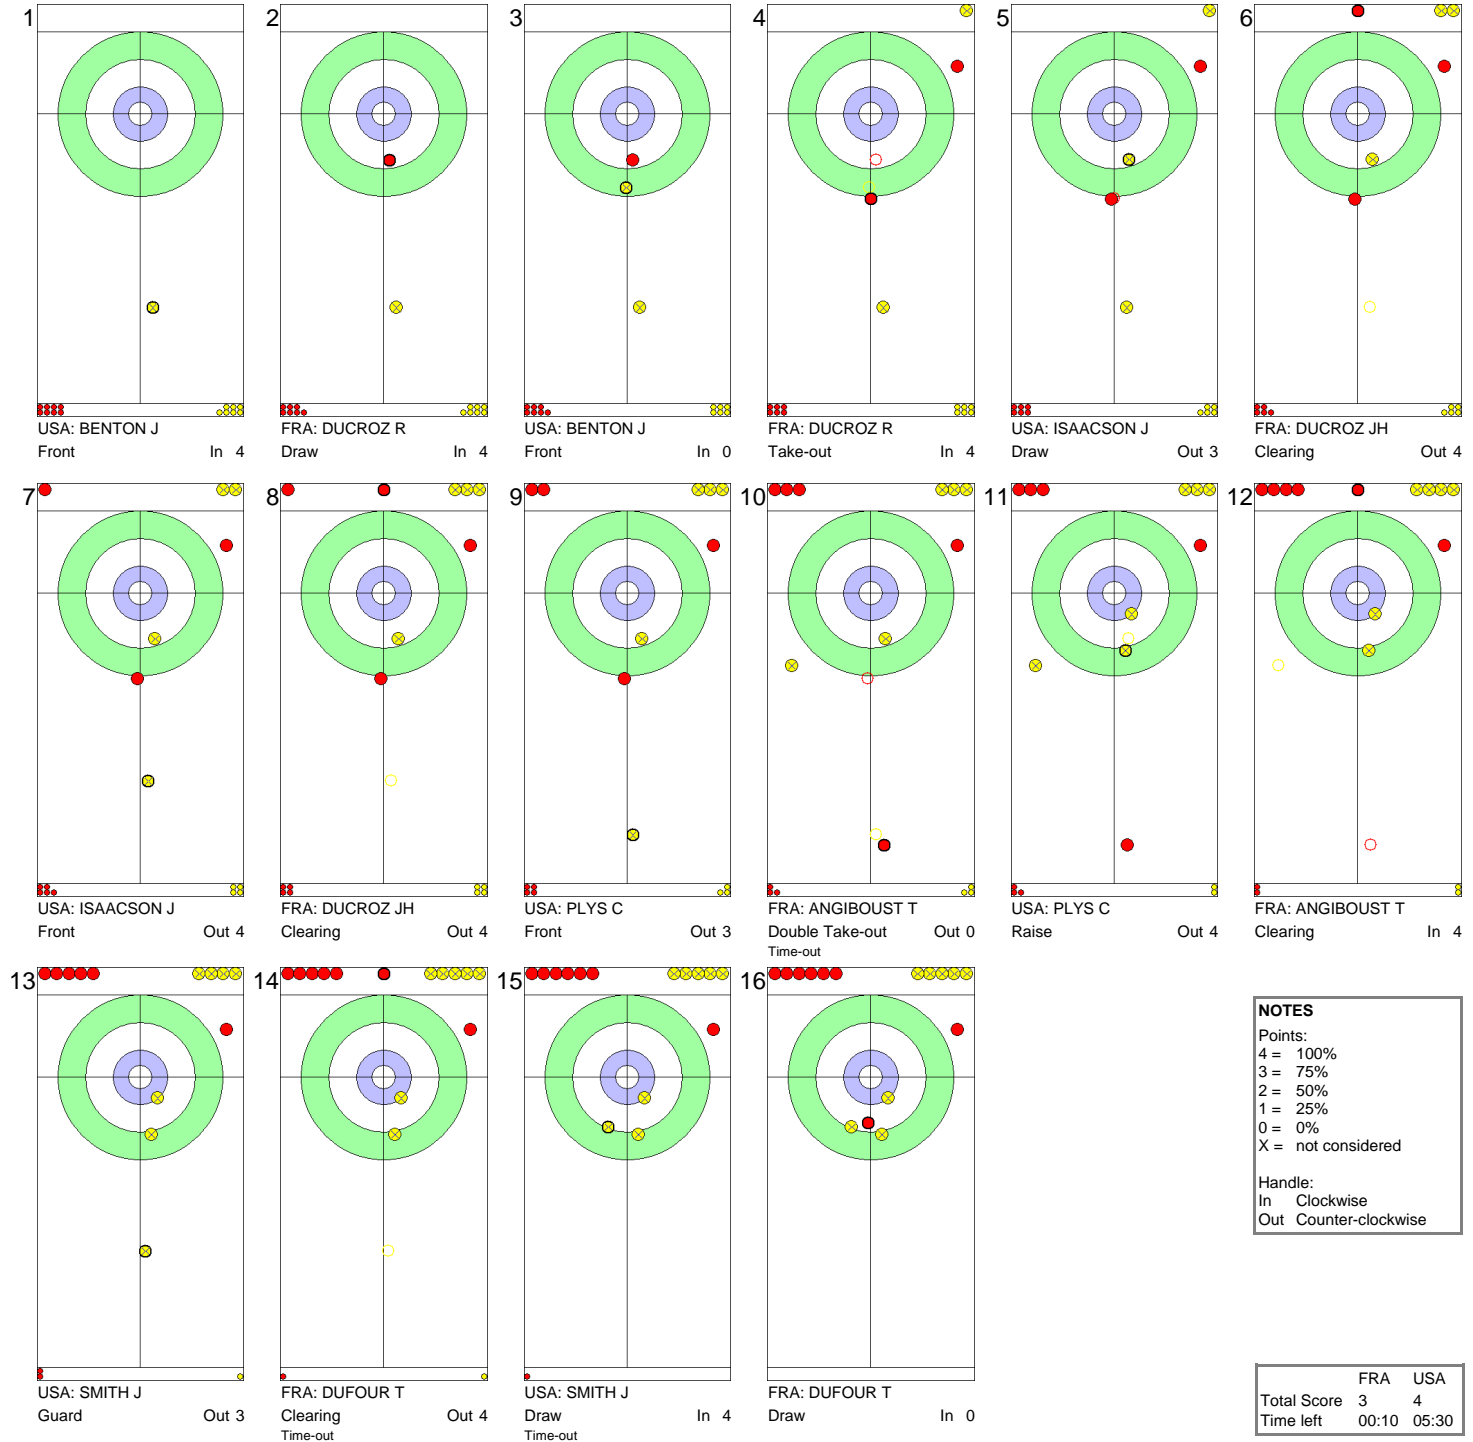 1 2 3 4 5 6
USA: BENTON J FRA: DUCROZ R USA: BENTON J FRA: DUCROZ R USA: ISAACSON J FRA: DUCROZ JH
Front In 4 Draw In 4 Front In 0 Take-out In 4 Draw Out 3 Clearing Out 4
7 8 9 10 11 12
USA: ISAACSON J FRA: DUCROZ JH USA: PLYS C FRA: ANGIBOUST T USA: PLYS C FRA: ANGIBOUST T
Front Out 4 Clearing Out 4 Front Out 3 Double Take-out Out 0 Raise Out 4 Clearing In 4
Time-out
13 14 15 16
USA: SMITH J FRA: DUFOUR T USA: SMITH J FRA: DUFOUR T
Guard Out 3 Clearing Out 4 Draw In 4 Draw In 0
Time-out Time-out
NOTES
Points:
4 = 100%
3 = 75%
2 = 50%
1 = 25%
0 = 0%
X = not considered
Handle:
In Clockwise
Out Counter-clockwise
FRA USA
Total Score 3 4
Time left 00:10 05:30